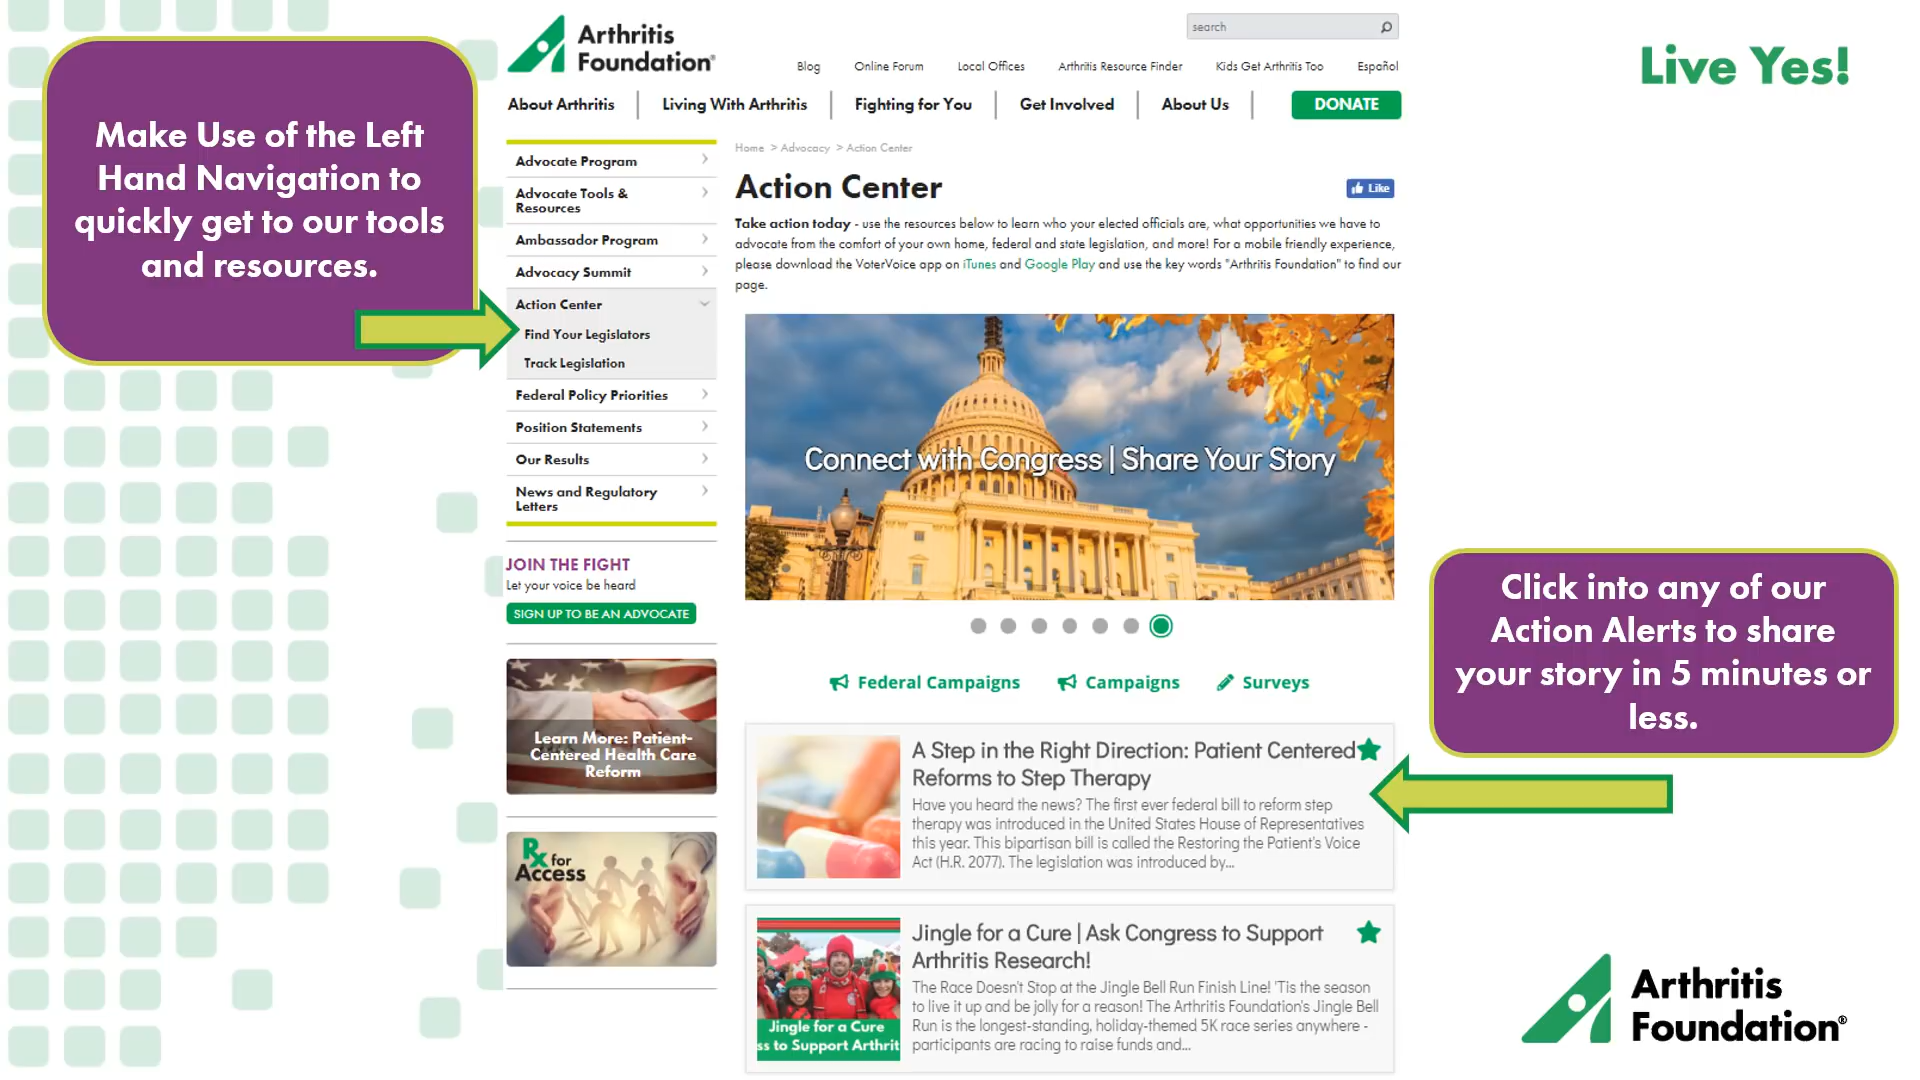 Make Use of the Left
Hand Navigation to
quickly get to our tools
and resources.
Arthritis
Foundation®
search
Blog
Online Forum
Local Offices
Arthritis Resource Finder
Kids Get Arthritis Too
Español
About Arthritis
Living With Arthritis
Fighting for You
Get Involved
About Us
DONATE
Live Yes!
Advocate Program
Advocate Tools &
Resources
Ambassador Program
Advocacy Summit
Action Center
Find Your Legislators
Track Legislation
Federal Policy Priorities
Position Statements
Our Results
News and Regulatory
Letters
JOIN THE FIGHT
Let your voice be heard
SIGN UP TO BE AN ADVOCATE
Learn More: Patient-
Centered Health Care
Reform
Rx for
Access
Home > Advocacy > Action Center
Action Center
Like
Take action today - use the resources below to learn who your elected officials are, what opportunities we have to
advocate from the comfort of your own home, federal and state legislation, and more! For a mobile friendly experience,
please download the VoterVoice app on iTunes and Google Play and use the key words "Arthritis Foundation" to find our
page.
Connect with Congress | Share Your Story
Federal Campaigns
Campaigns
Surveys
A Step in the Right Direction: Patient Centered
Reforms to Step Therapy
Have you heard the news? The first ever federal bill to reform step
therapy was introduced in the United States House of Representatives
this year. This bipartisan bill is called the Restoring the Patient's Voice
Act (H.R. 2077). The legislation was introduced by...
Jingle for a Cure | Ask Congress to Support
Arthritis Research!
The Race Doesn't Stop at the Jingle Bell Run Finish Line! 'Tis the season
to live it up and be jolly for a reason! The Arthritis Foundation's Jingle Bell
Run is the longest-standing, holiday-themed 5K race series anywhere -
participants are racing to raise funds and...
Jingle for a Cure
ss to Support Arthrit
Click into any of our
Action Alerts to share
your story in 5 minutes or
less.
Arthritis
Foundation®